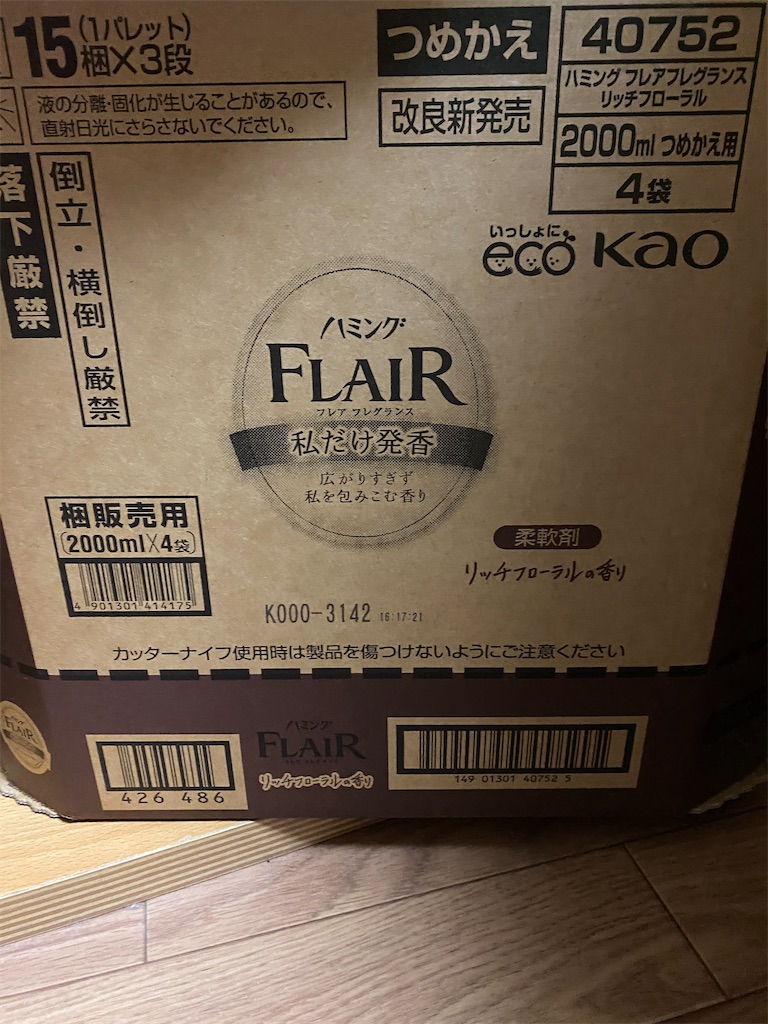 15梱×3段
(1パレット)
液の分離・固化が生じることがあるので、
直射日光にさらさないでください。
落下厳禁
倒立・横倒し厳禁
つめかえ
改良新発売
40752
ハミング フレアフレグランス
リッチフローラル
2000ml つめかえ用
4袋
いっしょに
eco
Kao
ハミング
FLAIR
フレア フレグランス
私だけ発香
広がりすぎず
私を包みこむ香り
梱販売用
(2000ml×4袋)
4 901301 414175
柔軟剤
リッチフローラルの香り
K000-3142 16:17:21
カッターナイフ使用時は製品を傷つけないようにご注意ください
FLAIR
426 486
ハミング
FLAIR
リッチフローラルの香り
149 01301 40752 5